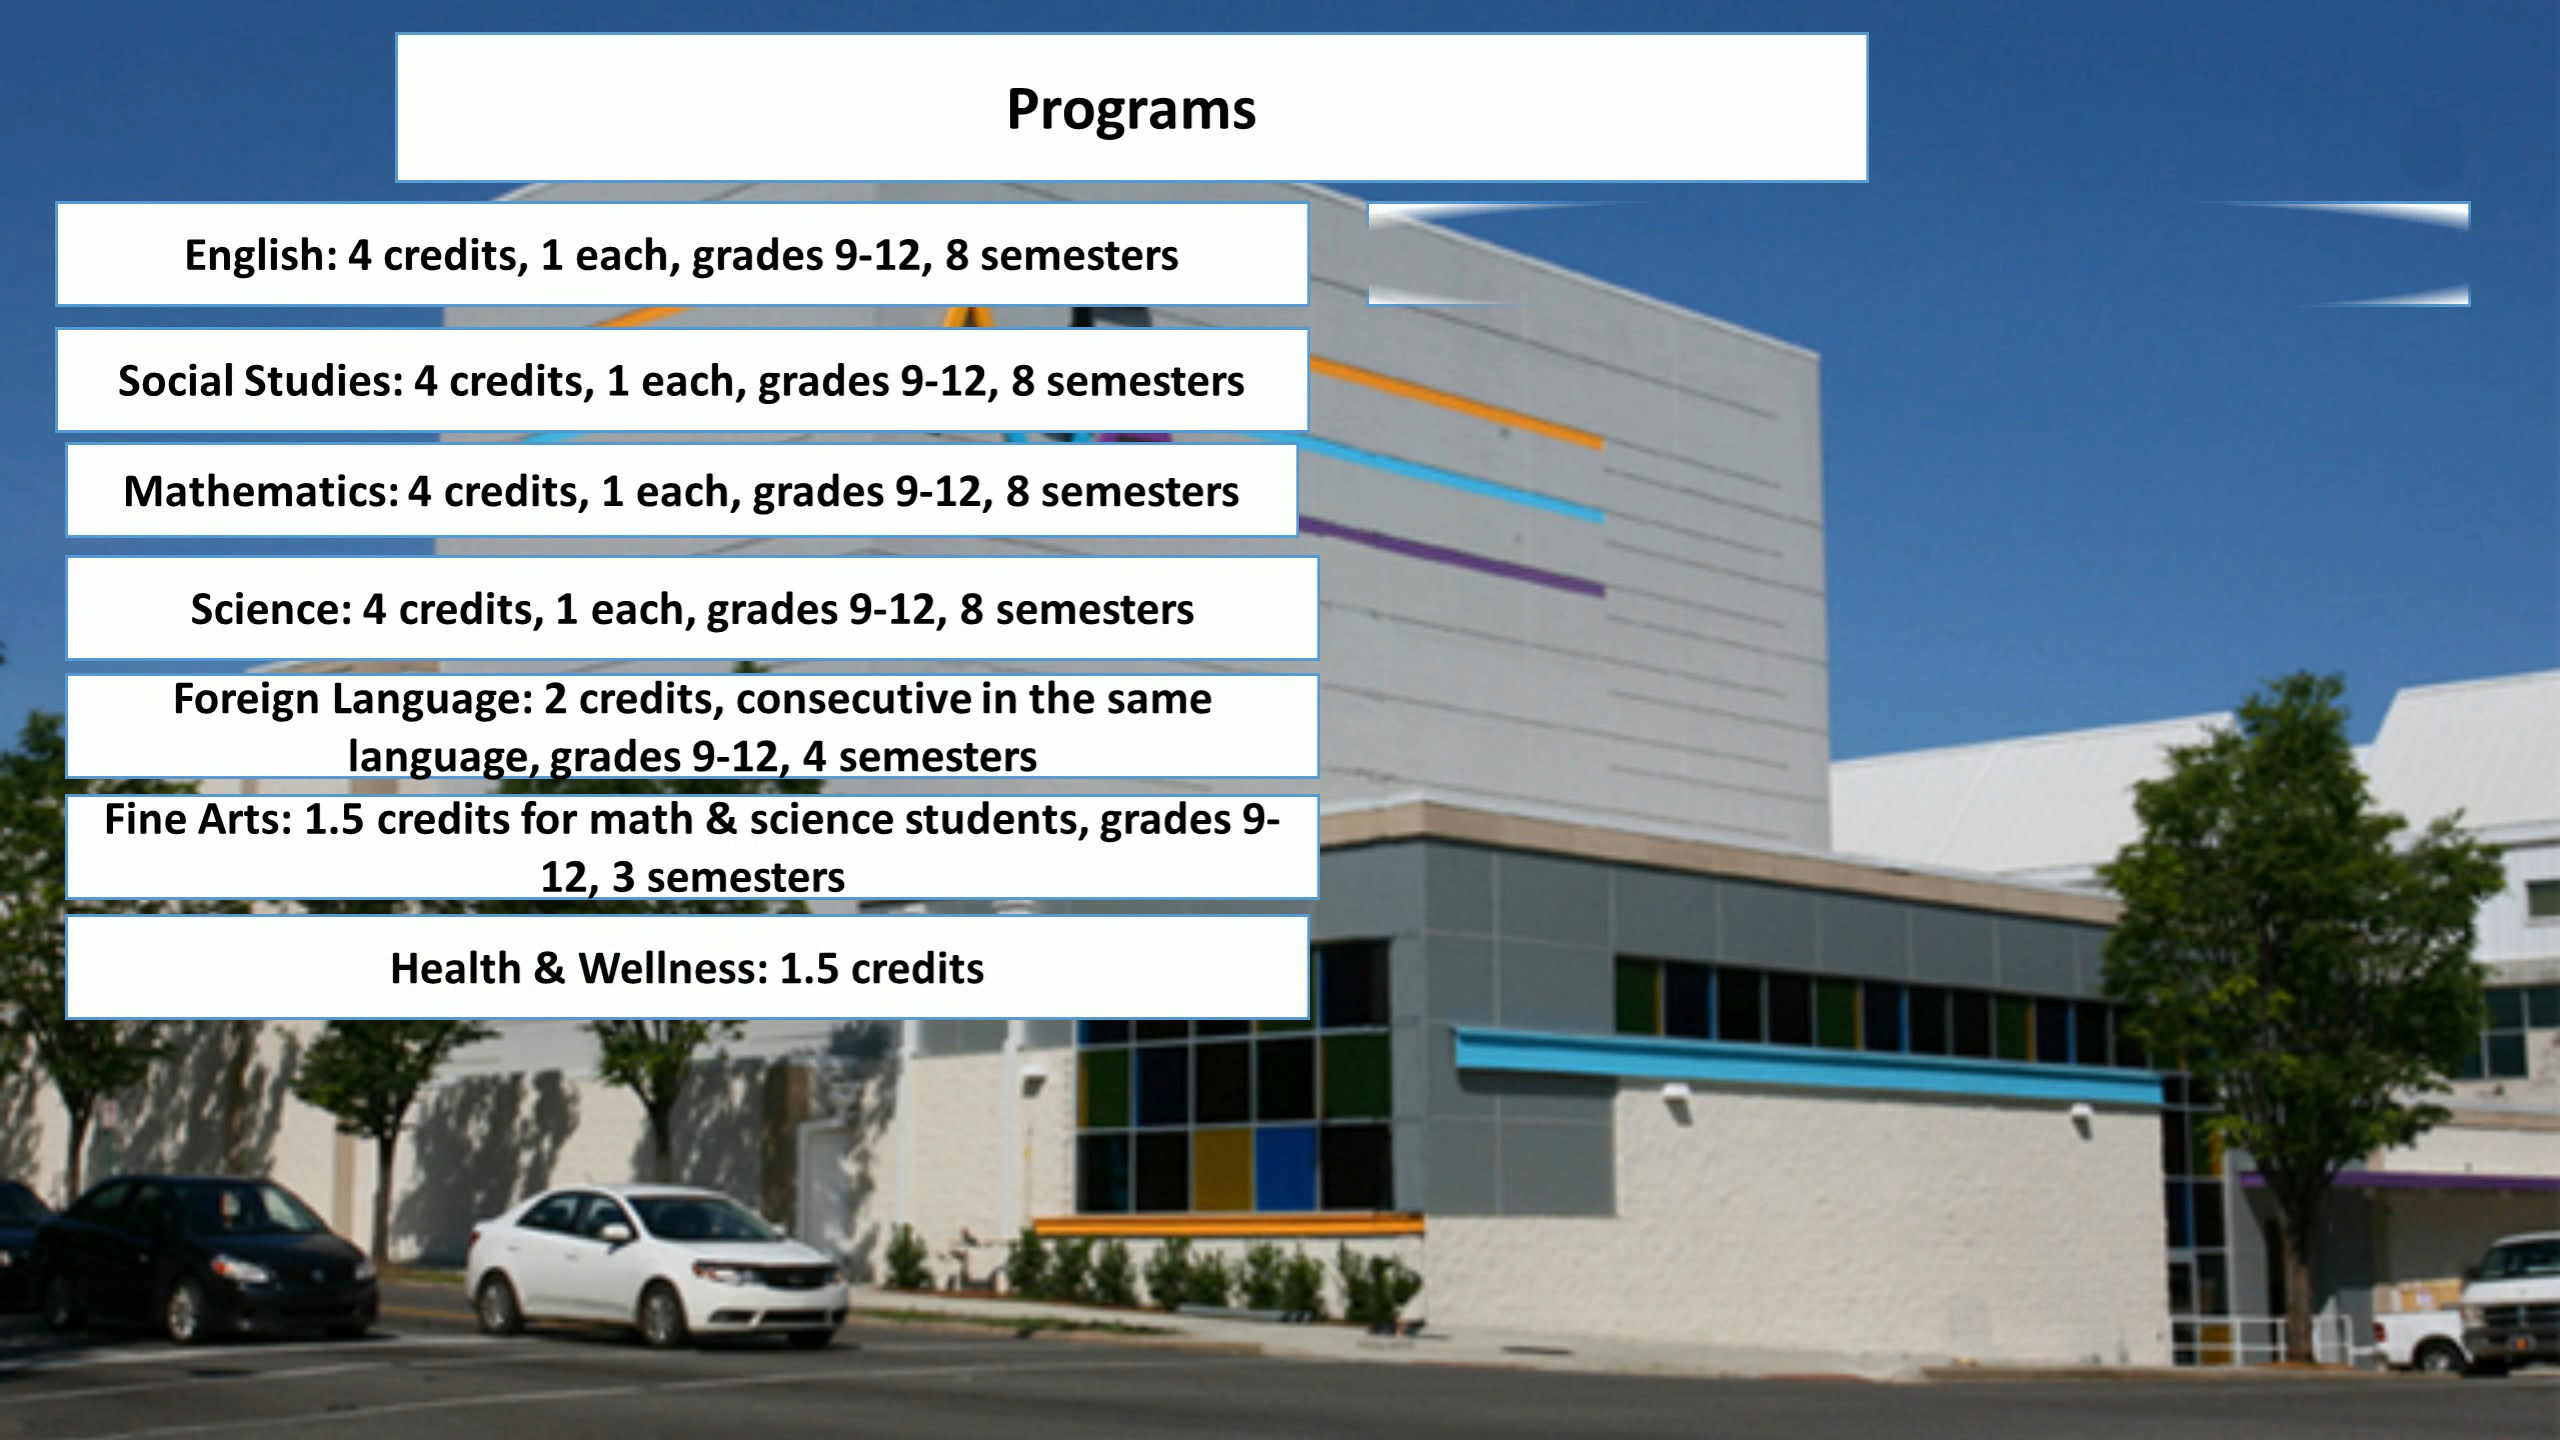 Programs
English: 4 credits, 1 each, grades 9-12, 8 semesters
Social Studies: 4 credits, 1 each, grades 9-12, 8 semesters
Mathematics: 4 credits, 1 each, grades 9-12, 8 semesters
Science: 4 credits, 1 each, grades 9-12, 8 semesters
Foreign Language: 2 credits, consecutive in the same
language, grades 9-12, 4 semesters
Fine Arts: 1.5 credits for math & science students, grades 9-
12, 3 semesters
Health & Wellness: 1.5 credits